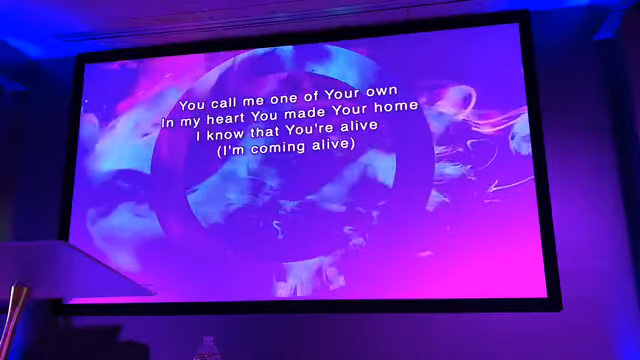 You call me one of Your own
In my heart You made Your home
I know that You're alive
(I'm coming alive)